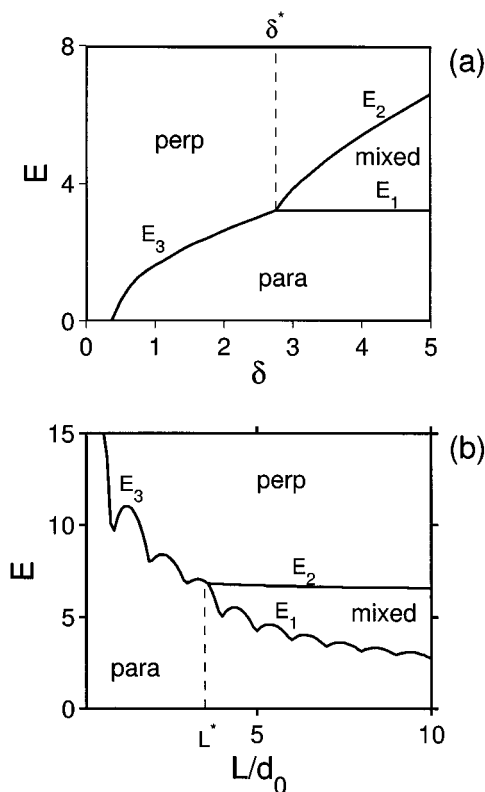 δ*
(a)
8
E₂
perp
mixed
E
4
E₁
E₃
para
0
0 1 2 3 4 5
δ
(b)
15
E₃
perp
10
E
E₂
5
E₁
mixed
para
0
L* 5 10
L/d₀